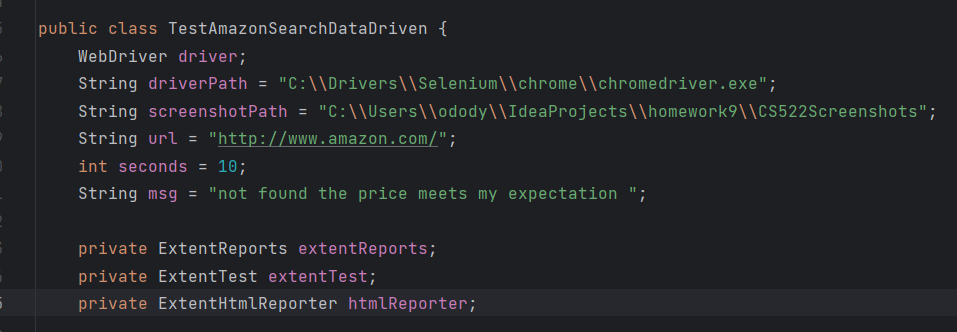 public class TestAmazonSearchDataDriven {
WebDriver driver;
String driverPath = "C:\\Drivers\\Selenium\\chrome\\chromedriver.exe";
String screenshotPath = "C:\\Users\\odody\\IdeaProjects\\homework9\\CS522Screenshots";
String url = "http://www.amazon.com/";
int seconds = 10;
String msg = "not found the price meets my expectation ";
private ExtentReports extentReports;
private ExtentTest extentTest;
private ExtentHtmlReporter htmlReporter;